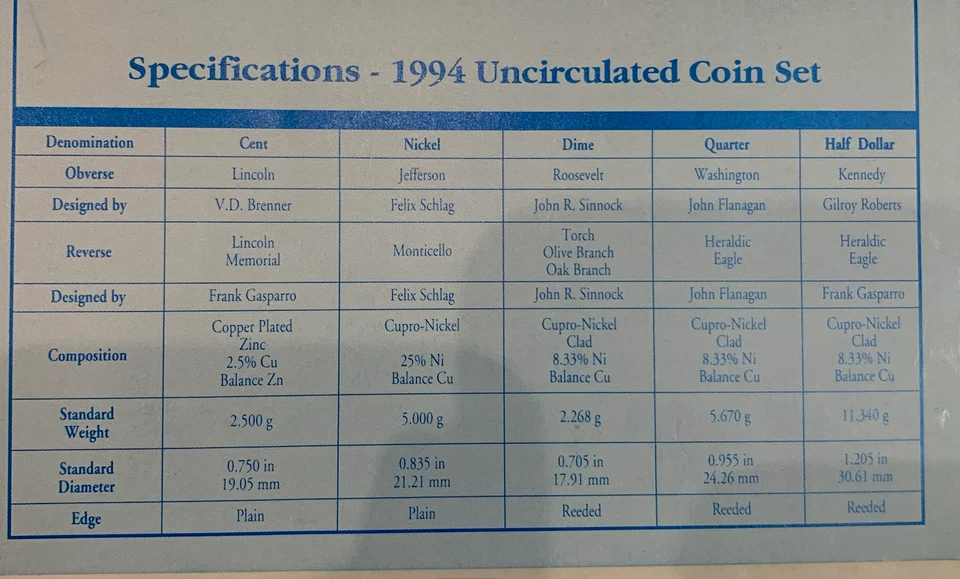 Specifications - 1994 Uncirculated Coin Set
Denomination Cent Nickel Dime Quarter Half Dollar
Obverse Lincoln Jefferson Roosevelt Washington Kennedy
Designed by V.D. Brenner Felix Schlag John R. Sinnock John Flanagan Gilroy Roberts
Reverse Lincoln Memorial Monticello Torch Olive Branch Oak Branch Heraldic Eagle Heraldic Eagle
Designed by Frank Gasparro Felix Schlag John R. Sinnock John Flanagan Frank Gasparro
Composition Copper Plated Zinc 2.5% Cu Balance Zn Cupro-Nickel 25% Ni Balance Cu Cupro-Nickel Clad 8.33% Ni Balance Cu Cupro-Nickel Clad 8.33% Ni Balance Cu Cupro-Nickel Clad 8.33% Ni Balance Cu
Standard Weight 2.500 g 5.000 g 2.268 g 5.670 g 11.340 g
Standard Diameter 0.750 in 19.05 mm 0.835 in 21.21 mm 0.705 in 17.91 mm 0.955 in 24.26 mm 1.205 in 30.61 mm
Edge Plain Plain Reeded Reeded Reeded